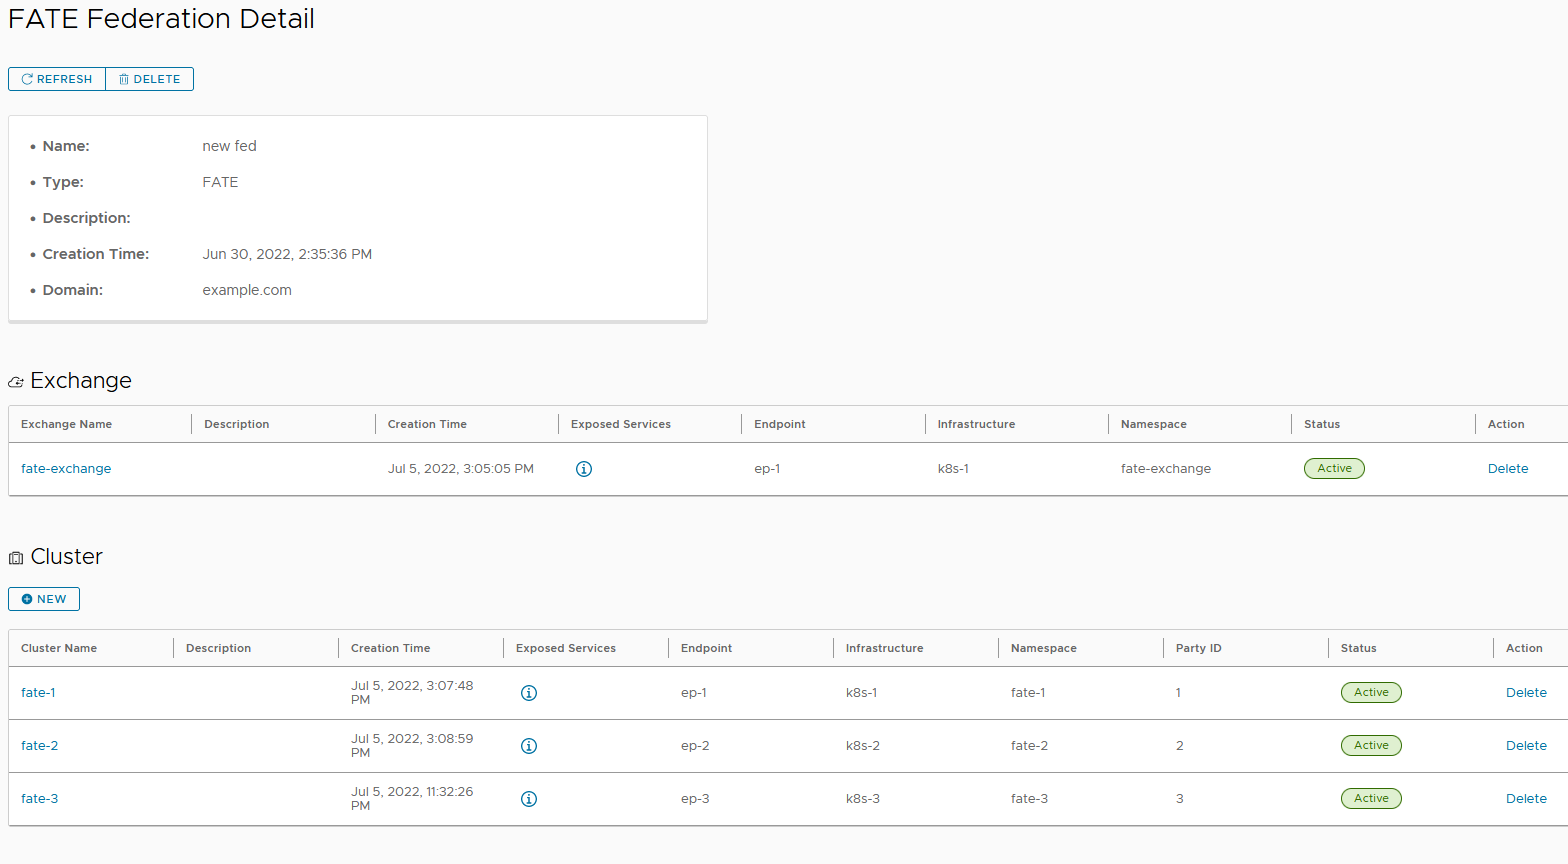 FATE Federation Detail
REFRESH DELETE
• Name: new fed
• Type: FATE
• Description:
• Creation Time: Jun 30, 2022, 2:35:36 PM
• Domain: example.com
Exchange
Exchange Name Description Creation Time Exposed Services Endpoint Infrastructure Namespace Status Action
fate-exchange Jul 5, 2022, 3:05:05 PM ep-1 k8s-1 fate-exchange Active Delete
Cluster
NEW
Cluster Name Description Creation Time Exposed Services Endpoint Infrastructure Namespace Party ID Status Action
fate-1 Jul 5, 2022, 3:07:48 PM ep-1 k8s-1 fate-1 1 Active Delete
fate-2 Jul 5, 2022, 3:08:59 PM ep-2 k8s-2 fate-2 2 Active Delete
fate-3 Jul 5, 2022, 11:32:26 PM ep-3 k8s-3 fate-3 3 Active Delete